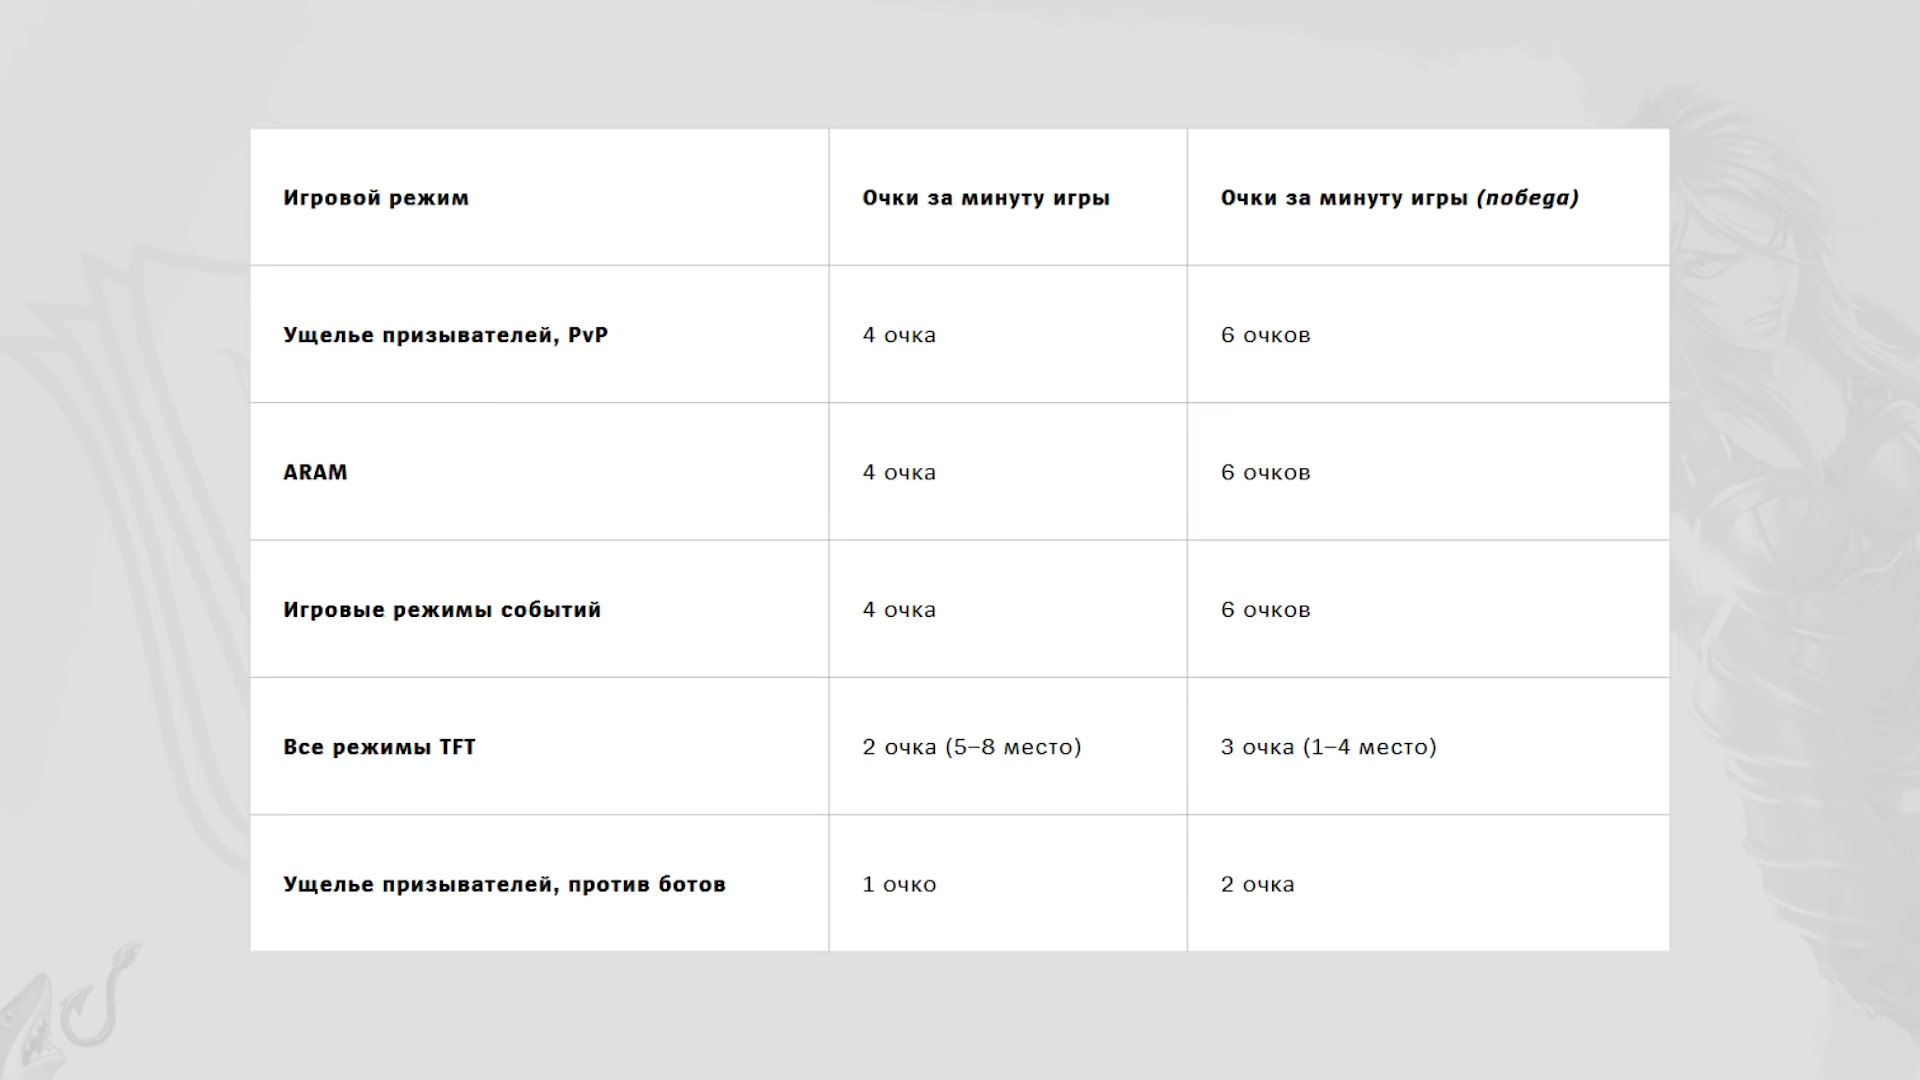 Игровой режим
Очки за минуту игры
Очки за минуту игры (победа)
Ущелье призывателей, PvP
4 очка
6 очков
ARAM
4 очка
6 очков
Игровые режимы событий
4 очка
6 очков
Все режимы TFT
2 очка (5–8 место)
3 очка (1–4 место)
Ущелье призывателей, против ботов
1 очко
2 очка